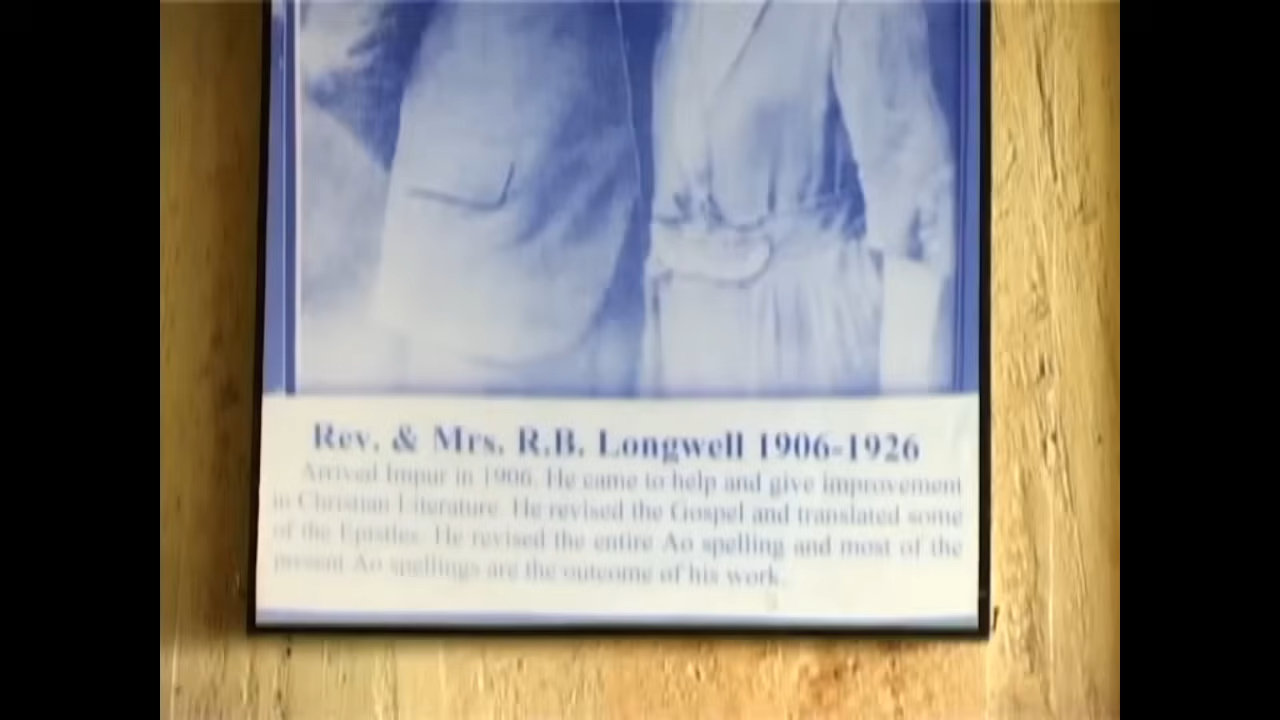 Rev. & Mrs. R.B. Longwell 1906-1926
Arrived Impur in 1906. He came to help and give improvement
in Christian Literature. He revised the Gospel and translated some
of the Epistles. He revised the entire Ao spelling and most of the
present Ao spellings are the outcome of his work.